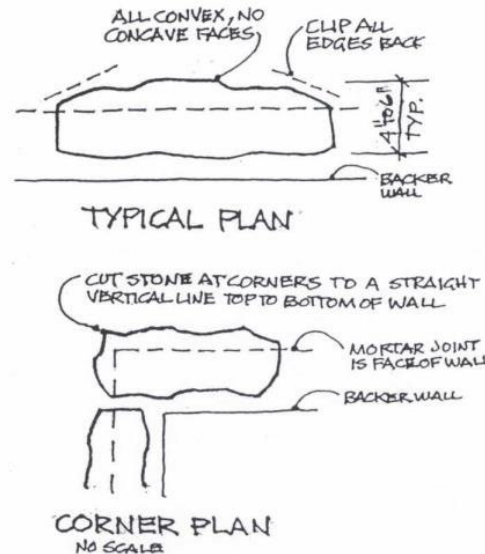 ALL CONVEX, NO
CONCAVE FACES
CLIP ALL
EDGES BACK
4" TO 6"
TYP.
BACKER
WALL
TYPICAL PLAN
CUT STONE AT CORNERS TO A STRAIGHT
VERTICAL LINE TOP TO BOTTOM OF WALL
MORTAR JOINT
IS FACE OF WALL
BACKER WALL
CORNER PLAN
NO SCALE